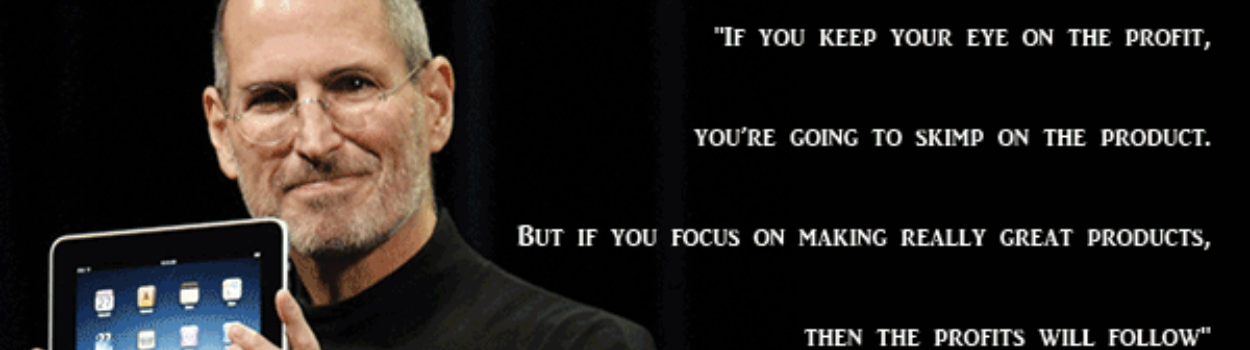 "If you keep your eye on the profit,
you're going to skimp on the product.
But if you focus on making really great products,
then the profits will follow"